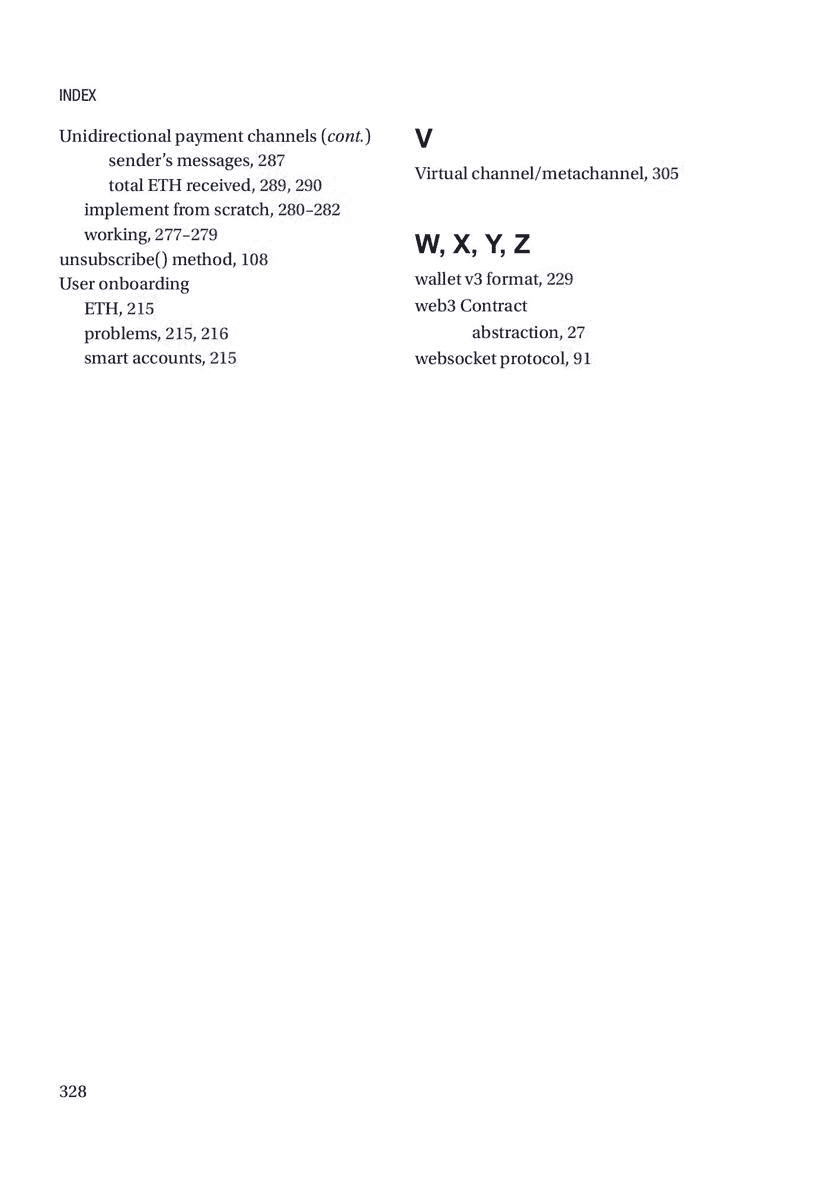 INDEX
Unidirectional payment channels (cont.)
sender’s messages, 287
total ETH received, 289, 290
implement from scratch, 280–282
working, 277–279
unsubscribe() method, 108
User onboarding
ETH, 215
problems, 215, 216
smart accounts, 215
V
Virtual channel/metachannel, 305
W, X, Y, Z
wallet v3 format, 229
web3 Contract
abstraction, 27
websocket protocol, 91
328